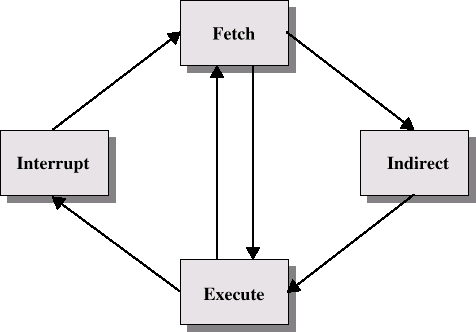 Fetch
Interrupt
Indirect
Execute